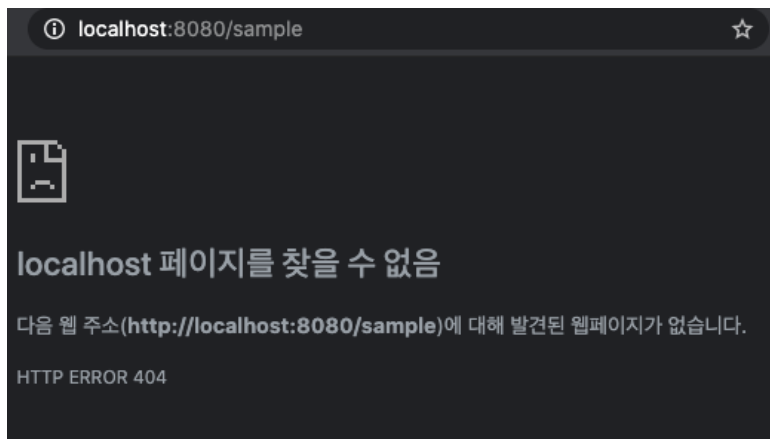 localhost:8080/sample
localhost 페이지를 찾을 수 없음
다음 웹 주소(http://localhost:8080/sample)에 대해 발견된 웹페이지가 없습니다.
HTTP ERROR 404